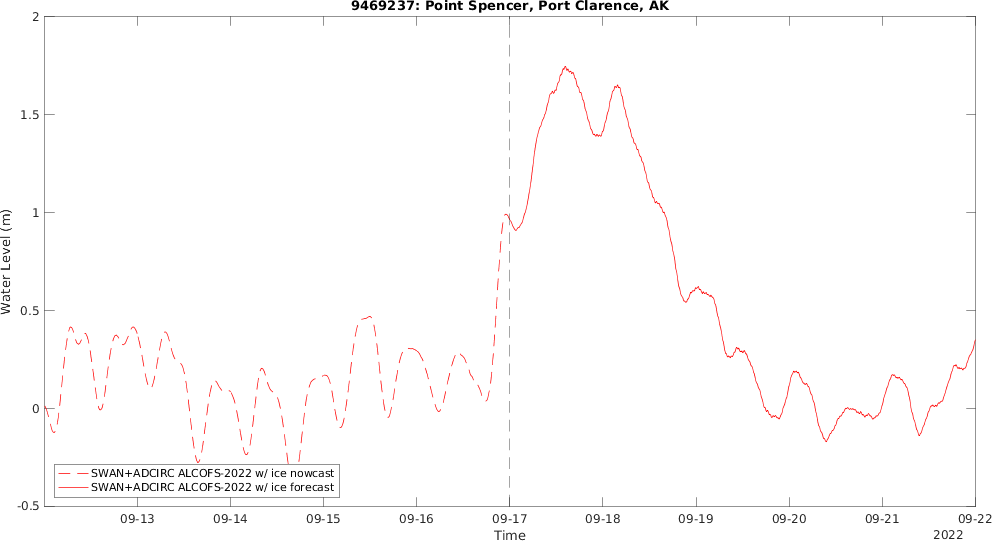 9469237: Point Spencer, Port Clarence, AK
2
1.5
1
0.5
0
-0.5
Water Level (m)
SWAN+ADCIRC ALCOFS-2022 w/ ice nowcast
SWAN+ADCIRC ALCOFS-2022 w/ ice forecast
09-13 09-14 09-15 09-16 09-17 09-18 09-19 09-20 09-21 09-22
Time
2022